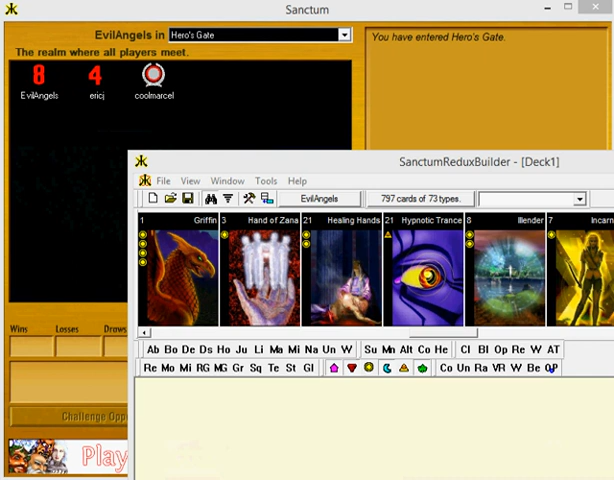 Sanctum
EvilAngels in Hero's Gate
The realm where all players meet.
You have entered Hero's Gate.
8 4
EvilAngels ericj coolmarcel
SanctumReduxBuilder - [Deck1]
File View Window Tools Help
EvilAngels 797 cards of 73 types.
1 Griffin 3 Hand of Zana 21 Healing Hands 21 Hypnotic Trance 8 Illender 7 Incarn
Wins Losses Draws
Ab Bo De Ds Ho Ju Li Ma Mi Na Un W Su Mn Alt Co He Cl Bl Op Re W AT
Re Mo Mi RG MG Gr Sq Te St Gl Co Un Ra VR W Be OP
Challenge Oppo
Play